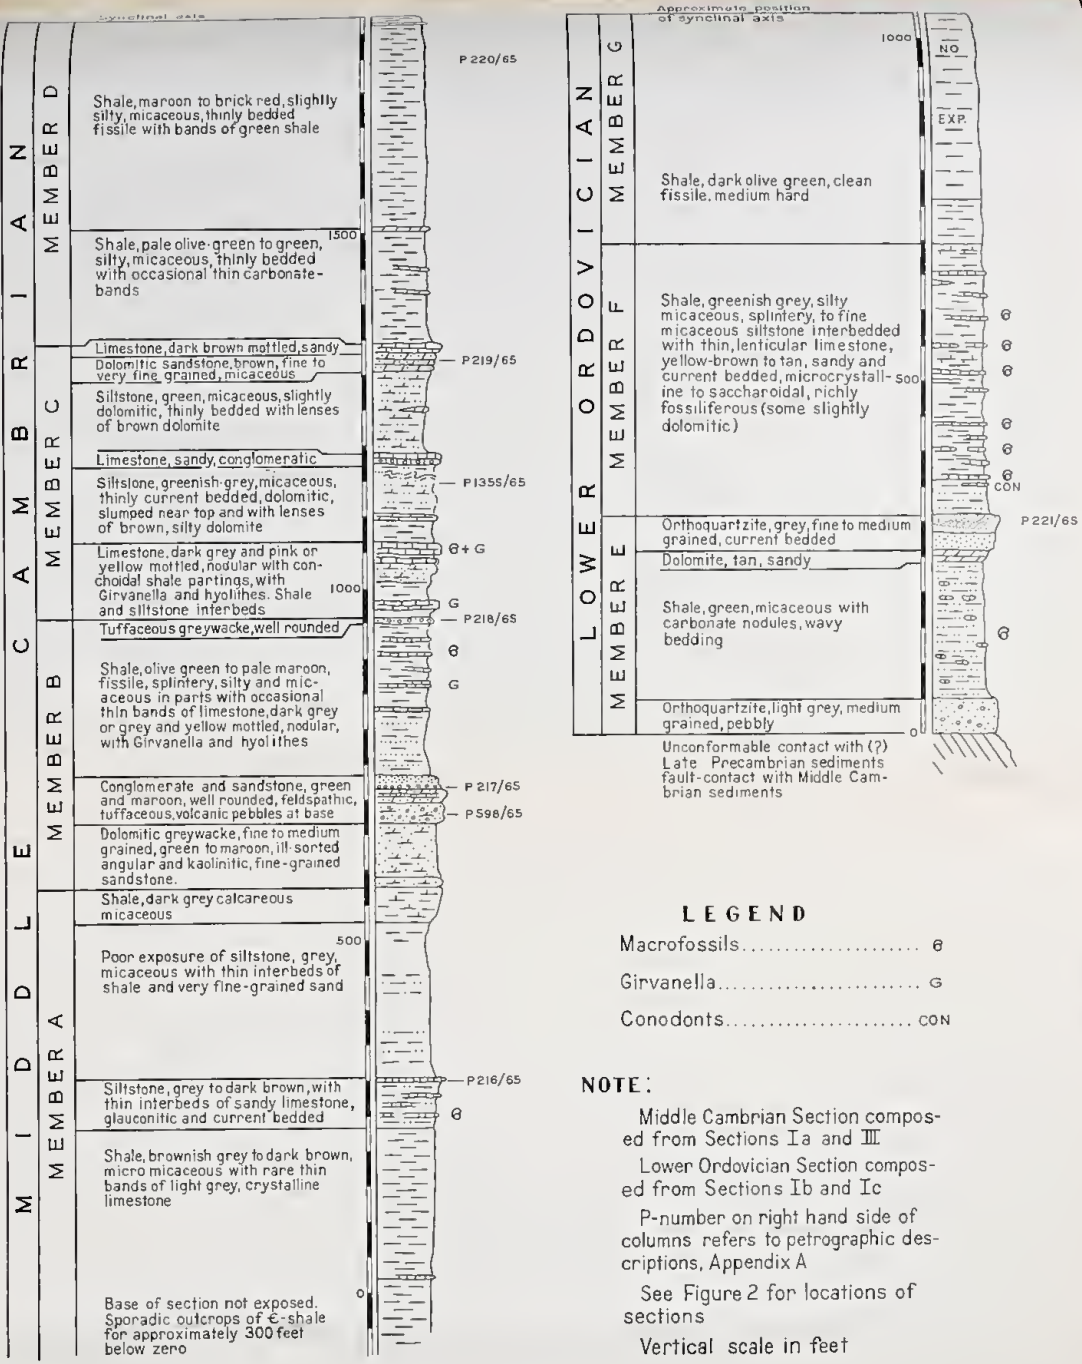 Synclinal axis
MIDDLE CAMBRIAN
MEMBER D
Shale, maroon to brick red, slightly
silty, micaceous, thinly bedded
fissile with bands of green shale
P 220/65
1500
Shale, pale olive-green to green,
silty, micaceous, thinly bedded
with occasional thin carbonate-
bands
MEMBER C
Limestone, dark brown mottled, sandy
Dolomitic sandstone, brown, fine to
very fine grained, micaceous
P219/65
Siltstone, green, micaceous, slightly
dolomitic, thinly bedded with lenses
of brown dolomite
Limestone, sandy, conglomeratic
Siltstone, greenish-grey, micaceous,
thinly current bedded, dolomitic,
slumped near top and with lenses
of brown, silty dolomite
P1355/65
Limestone, dark grey and pink or
yellow mottled, nodular with con-
choidal shale partings, with
Girvanella and hyolithes. Shale
and siltstone interbeds
+ G
1000
G
MEMBER B
Tuffaceous greywacke, well rounded
P218/65
Shale, olive green to pale maroon,
fissile, splintery, silty and mic-
aceous in parts with occasional
thin bands of limestone, dark grey
or grey and yellow mottled, nodular,
with Girvanella and hyolithes
G
Conglomerate and sandstone, green
and maroon, well rounded, feldspathic,
tuffaceous, volcanic pebbles at base
P 217/65
P598/65
Dolomitic greywacke, fine to medium
grained, green to maroon, ill-sorted
angular and kaolinitic, fine-grained
sandstone.
MEMBER A
Shale, dark grey calcareous
micaceous
500
Poor exposure of siltstone, grey,
micaceous with thin interbeds of
shale and very fine-grained sand
Siltstone, grey to dark brown, with
thin interbeds of sandy limestone,
glauconitic and current bedded
P216/65
Shale, brownish grey to dark brown,
micro micaceous with rare thin
bands of light grey, crystalline
limestone
0
Base of section not exposed.
Sporadic outcrops of Є-shale
for approximately 300 feet
below zero
Approximate position
of synclinal axis
LOWER ORDOVICIAN
MEMBER G
1000
NO
EXP.
Shale, dark olive green, clean
fissile. medium hard
MEMBER F
Shale, greenish grey, silty
micaceous, splintery, to fine
micaceous siltstone interbedded
with thin, lenticular limestone,
yellow-brown to tan, sandy and
current bedded, microcrystall-
ine to saccharoidal, richly
fossiliferous (some slightly
dolomitic)
500
CON
MEMBER E
Orthoquartzite, grey, fine to medium
grained, current bedded
P221/65
Dolomite, tan, sandy
Shale, green, micaceous with
carbonate nodules, wavy
bedding
Orthoquartzite, light grey, medium
grained, pebbly
0
Unconformable contact with (?)
Late Precambrian sediments
fault-contact with Middle Cam-
brian sediments
LEGEND
Macrofossils....................
Girvanella........................ G
Conodonts...................... CON
NOTE:
Middle Cambrian Section compos-
ed from Sections Ia and III
Lower Ordovician Section compos-
ed from Sections Ib and Ic
P-number on right hand side of
columns refers to petrographic des-
criptions, Appendix A
See Figure 2 for locations of
sections
Vertical scale in feet